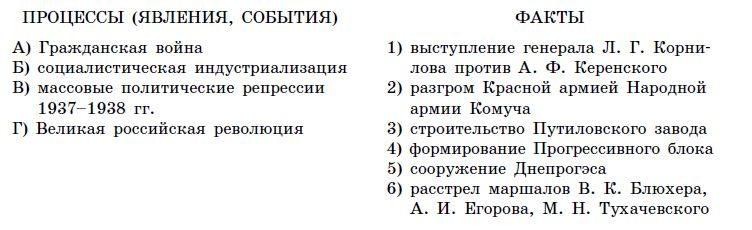 ПРОЦЕССЫ (ЯВЛЕНИЯ, СОБЫТИЯ)
А) Гражданская война
Б) социалистическая индустриализация
В) массовые политические репрессии
1937–1938 гг.
Г) Великая российская революция
ФАКТЫ
1) выступление генерала Л. Г. Корни-
лова против А. Ф. Керенского
2) разгром Красной армией Народной
армии Комуча
3) строительство Путиловского завода
4) формирование Прогрессивного блока
5) сооружение Днепрогэса
6) расстрел маршалов В. К. Блюхера,
А. И. Егорова, М. Н. Тухачевского